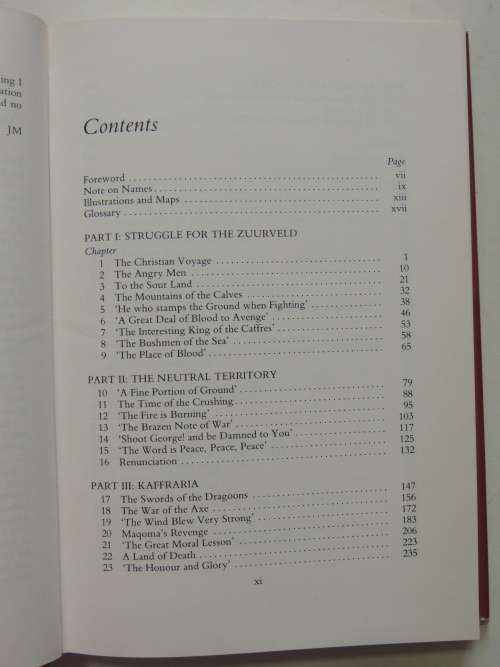 ing I
ation
d no
JM
Contents
Page
Foreword vii
Note on Names ix
Illustrations and Maps xiii
Glossary xvii
PART I: STRUGGLE FOR THE ZUURVELD
Chapter
1 The Christian Voyage 1
2 The Angry Men 10
3 To the Sour Land 21
4 The Mountains of the Calves 32
5 'He who stamps the Ground when Fighting' 38
6 'A Great Deal of Blood to Avenge' 46
7 'The Interesting King of the Caffres' 53
8 'The Bushmen of the Sea' 58
9 'The Place of Blood' 65
PART II: THE NEUTRAL TERRITORY
10 'A Fine Portion of Ground' 79
11 The Time of the Crushing 88
12 'The Fire is Burning' 95
13 'The Brazen Note of War' 103
14 'Shoot George! and be Damned to You' 117
15 'The Word is Peace, Peace, Peace' 125
16 Renunciation 132
PART III: KAFFRARIA
17 The Swords of the Dragoons 147
18 The War of the Axe 156
19 'The Wind Blew Very Strong' 172
20 Maqoma's Revenge 183
21 'The Great Moral Lesson' 206
22 A Land of Death 223
23 'The Honour and Glory' 235
xi